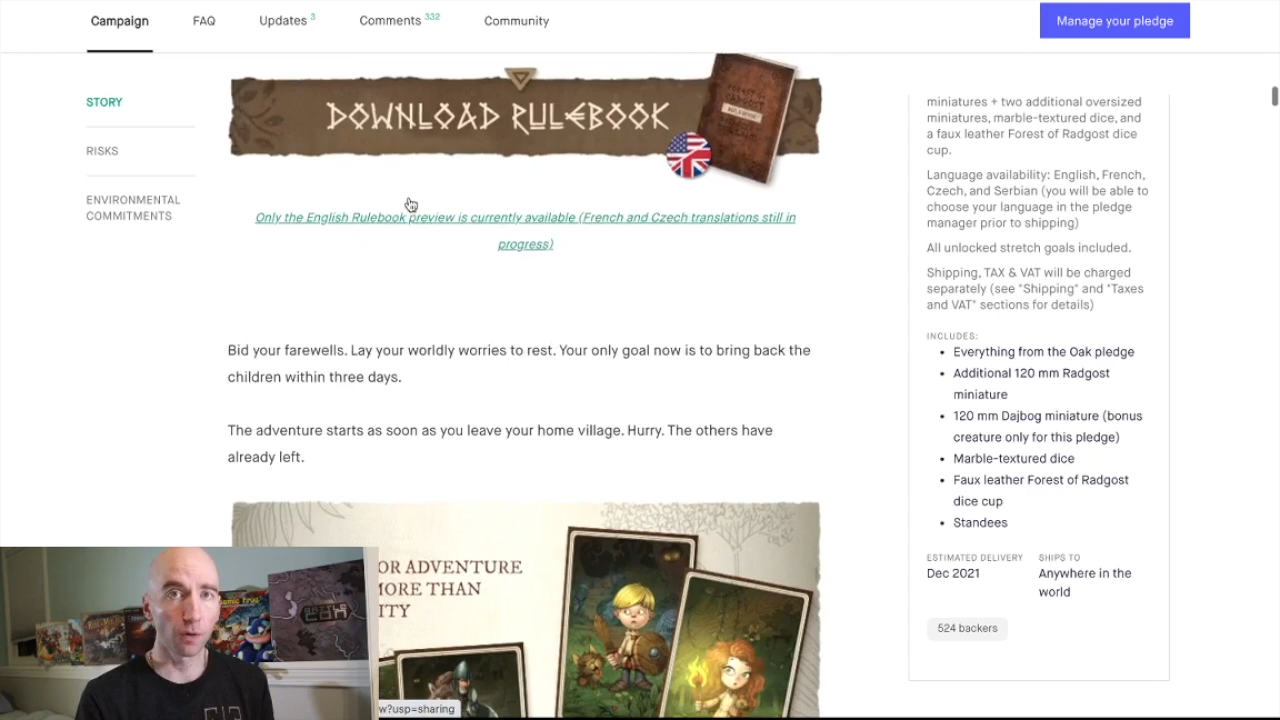 Campaign
FAQ
Updates 3
Comments 332
Community
Manage your pledge
STORY
RISKS
ENVIRONMENTAL
COMMITMENTS
DOWNLOAD RULEBOOK
FOREST OF
RADGOST
Only the English Rulebook preview is currently available (French and Czech translations still in
progress)
Bid your farewells. Lay your worldly worries to rest. Your only goal now is to bring back the
children within three days.
The adventure starts as soon as you leave your home village. Hurry. The others have
already left.
OR ADVENTURE
MORE THAN
ITY
miniatures + two additional oversized
miniatures, marble-textured dice, and
a faux leather Forest of Radgost dice
cup.
Language availability: English, French,
Czech, and Serbian (you will be able to
choose your language in the pledge
manager prior to shipping)
All unlocked stretch goals included.
Shipping, TAX & VAT will be charged
separately (see "Shipping" and "Taxes
and VAT" sections for details)
INCLUDES:
• Everything from the Oak pledge
• Additional 120 mm Radgost
miniature
• 120 mm Dajbog miniature (bonus
creature only for this pledge)
• Marble-textured dice
• Faux leather Forest of Radgost
dice cup
• Standees
ESTIMATED DELIVERY
Dec 2021
SHIPS TO
Anywhere in the
world
524 backers
BATTLE
CON
w?usp=sharing